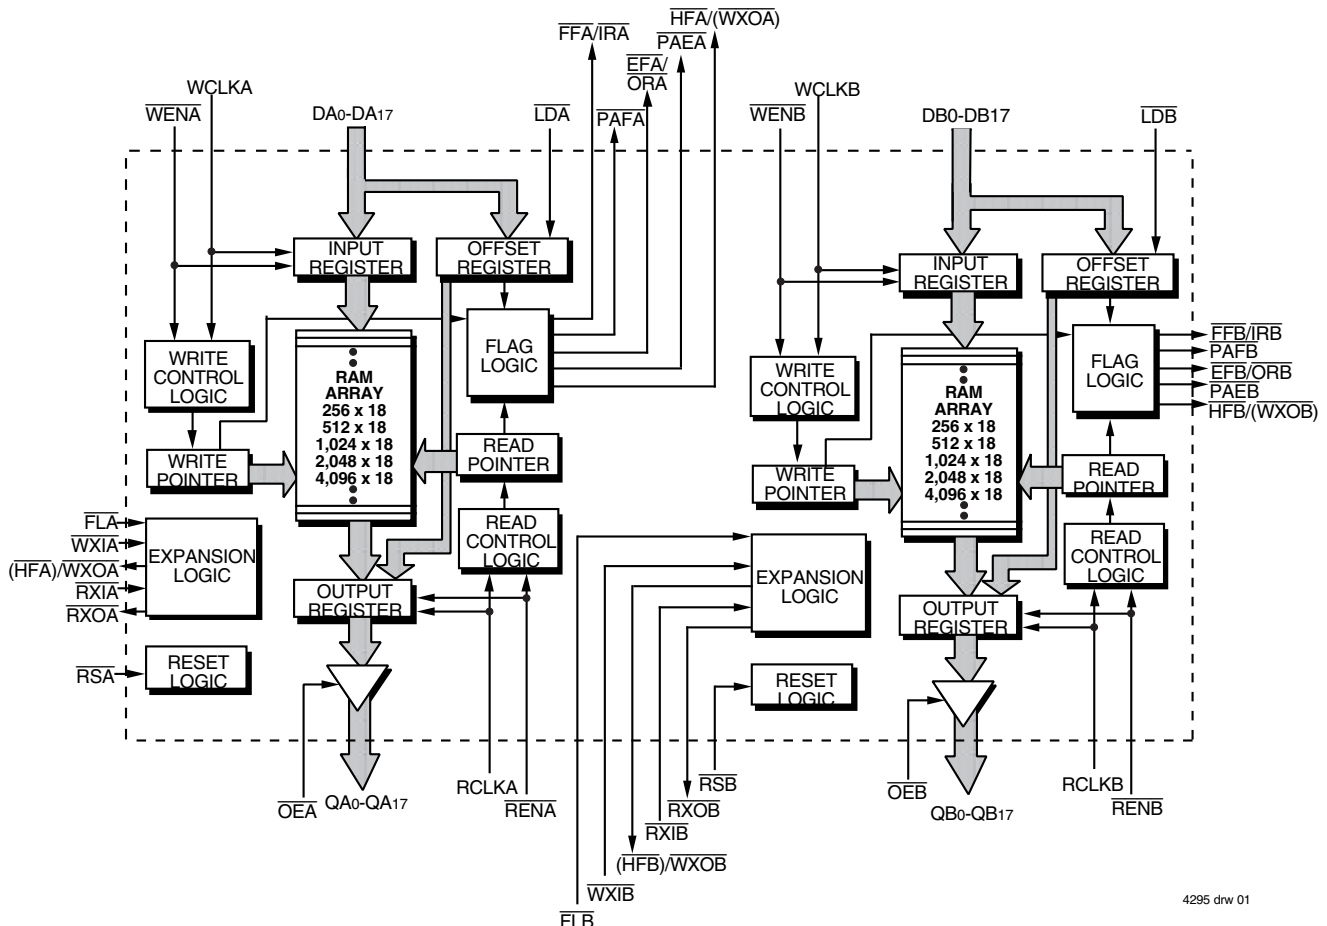 HFA/(WXOA)
FFA/IRA
PAEA
EFA/
ORA
WCLKA
WCLKB
WENA
DA0-DA17
LDA
PAFA
WENB
DB0-DB17
LDB
INPUT
REGISTER
OFFSET
REGISTER
INPUT
REGISTER
OFFSET
REGISTER
WRITE
CONTROL
LOGIC
RAM
ARRAY
256 x 18
512 x 18
1,024 x 18
2,048 x 18
4,096 x 18
FLAG
LOGIC
WRITE
CONTROL
LOGIC
RAM
ARRAY
256 x 18
512 x 18
1,024 x 18
2,048 x 18
4,096 x 18
FLAG
LOGIC
FFB/IRB
PAFB
EFB/ORB
PAEB
HFB/(WXOB)
WRITE
POINTER
READ
POINTER
WRITE
POINTER
READ
POINTER
FLA
WXIA
(HFA)/WXOA
RXIA
RXOA
EXPANSION
LOGIC
READ
CONTROL
LOGIC
EXPANSION
LOGIC
READ
CONTROL
LOGIC
OUTPUT
REGISTER
OUTPUT
REGISTER
RSA
RESET
LOGIC
RESET
LOGIC
OEA
QA0-QA17
RCLKA
RENA
RSB
RXOB
RXIB
(HFB)/WXOB
WXIB
FLB
OEB
QB0-QB17
RCLKB
RENB
4295 drw 01